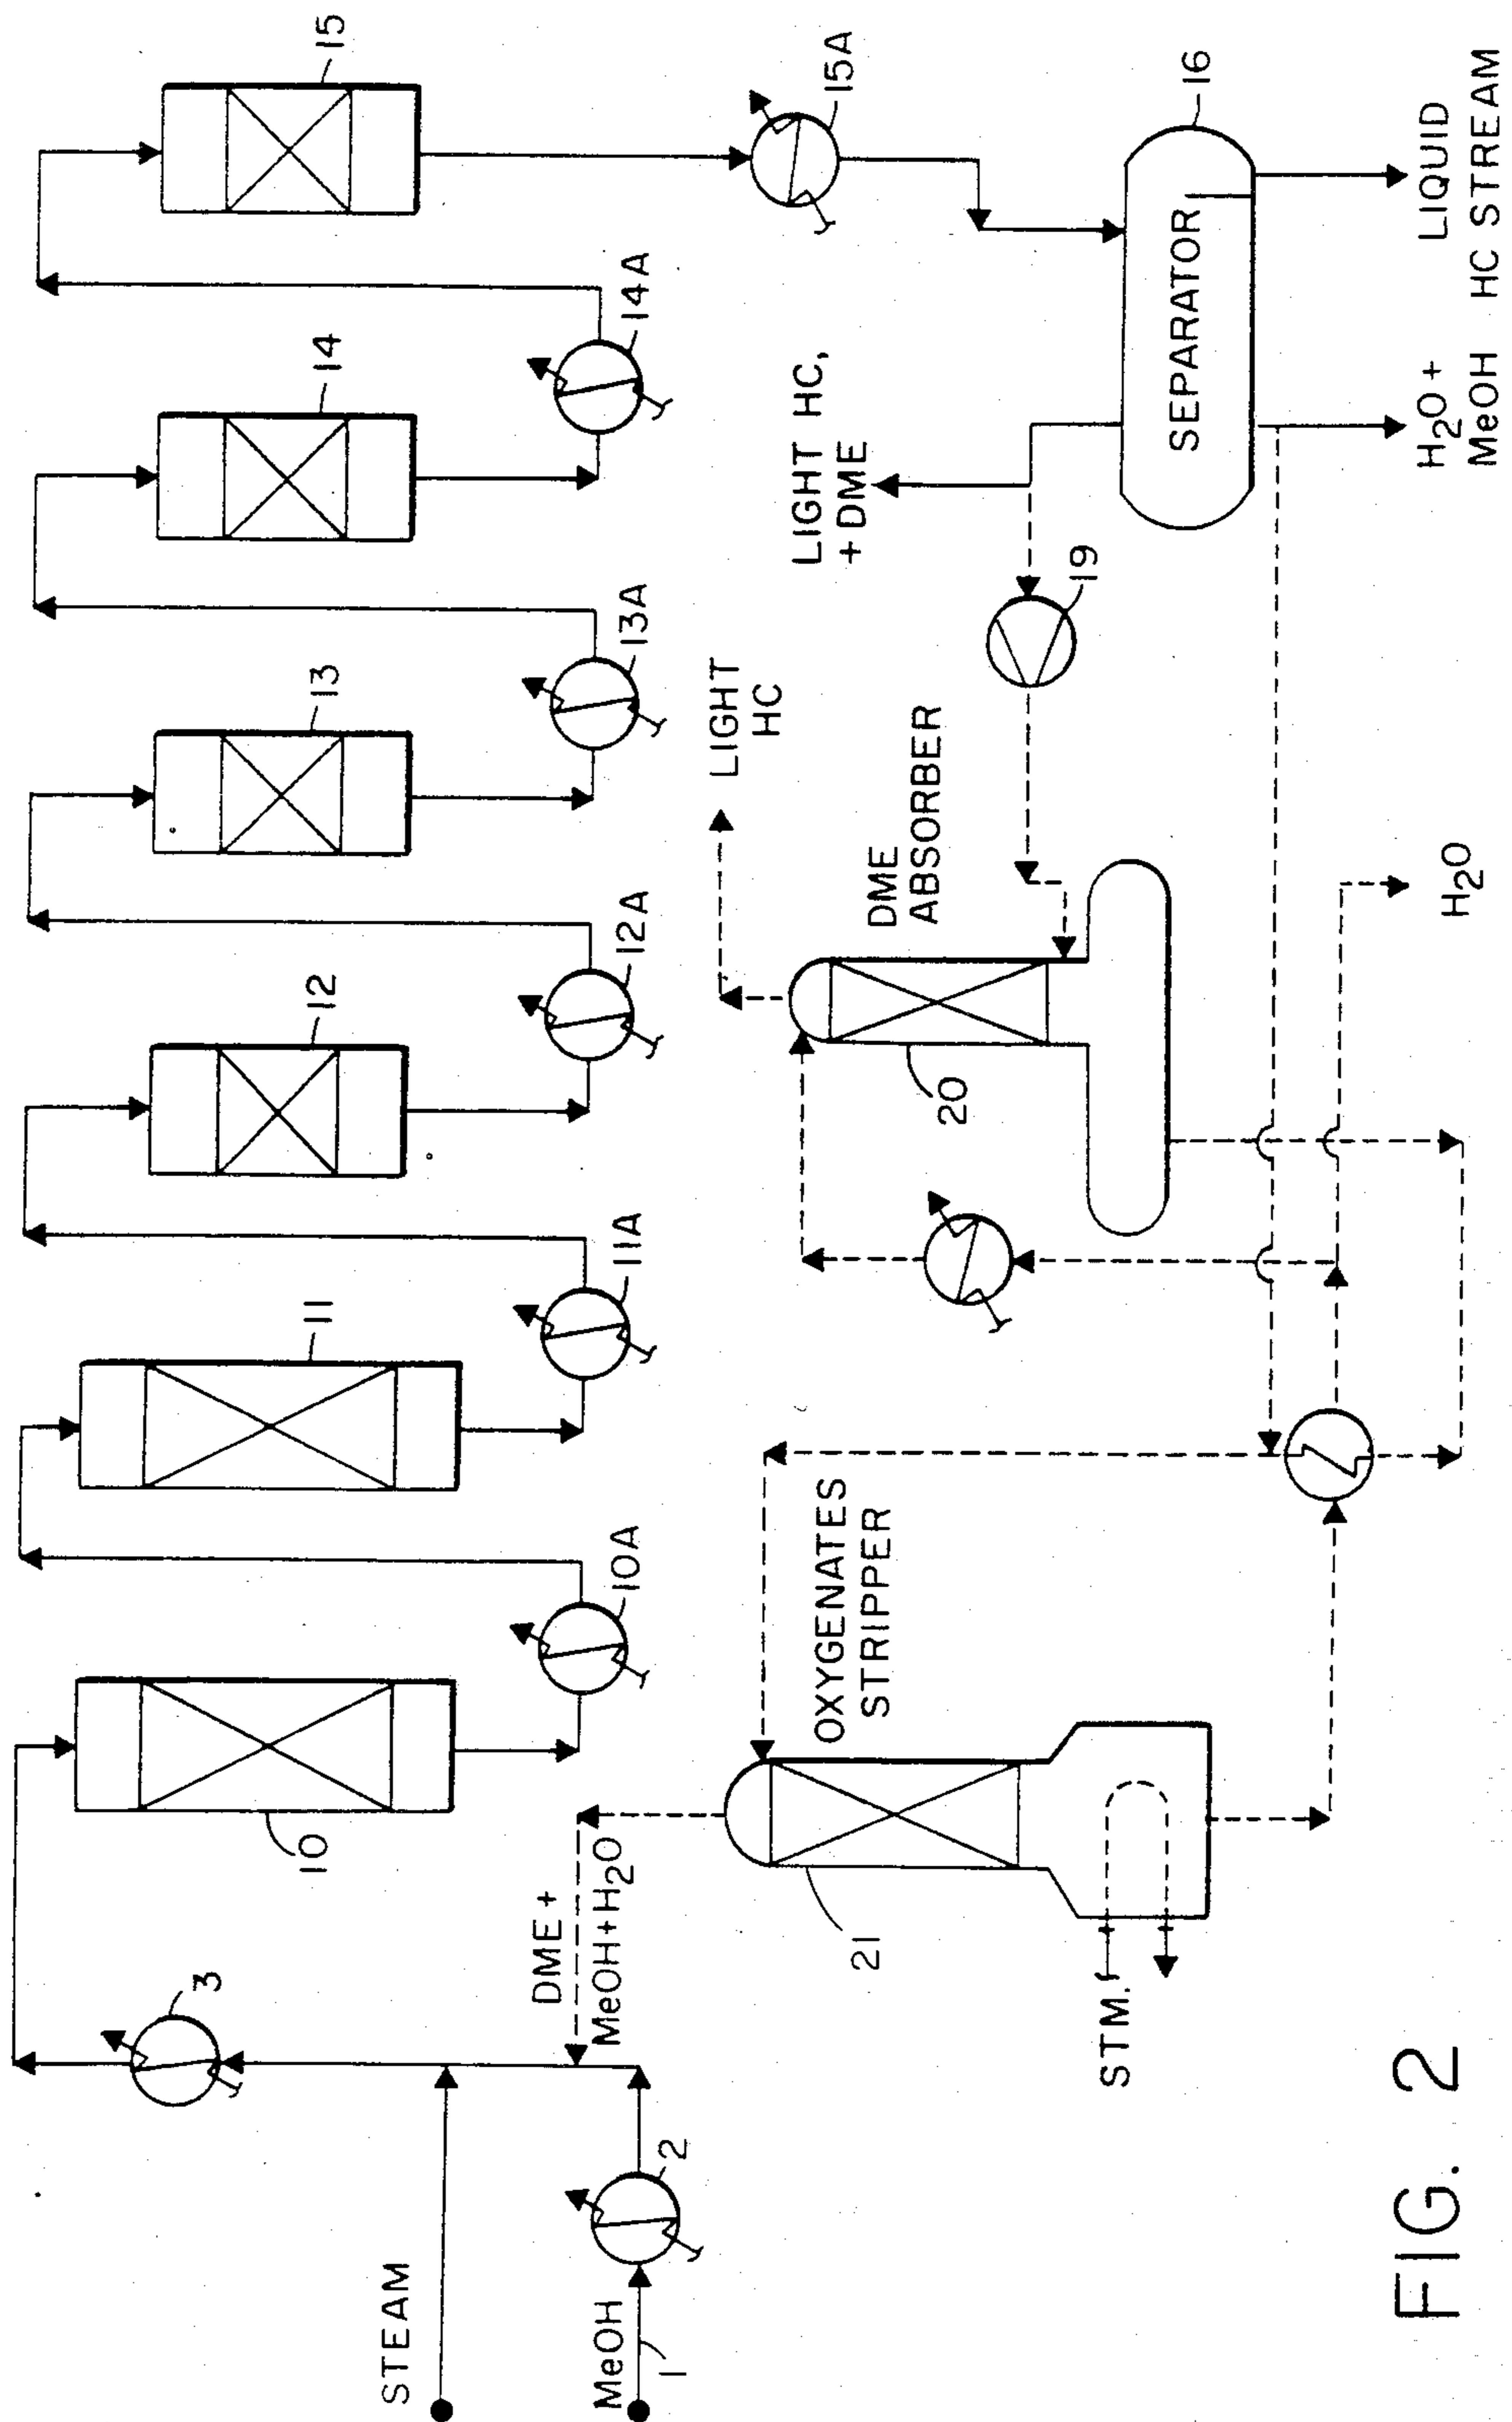 STEAM
MeOH
1
2
3
DME +
MeOH+H2O
10
10A
11
11A
12
12A
13
13A
14
14A
15
15A
SEPARATOR
16
LIGHT HC,
+ DME
19
LIGHT
HC
DME
ABSORBER
20
OXYGENATES
STRIPPER
21
STM.
H2O
H2O +
MeOH
LIQUID
HC STREAM
FIG. 2